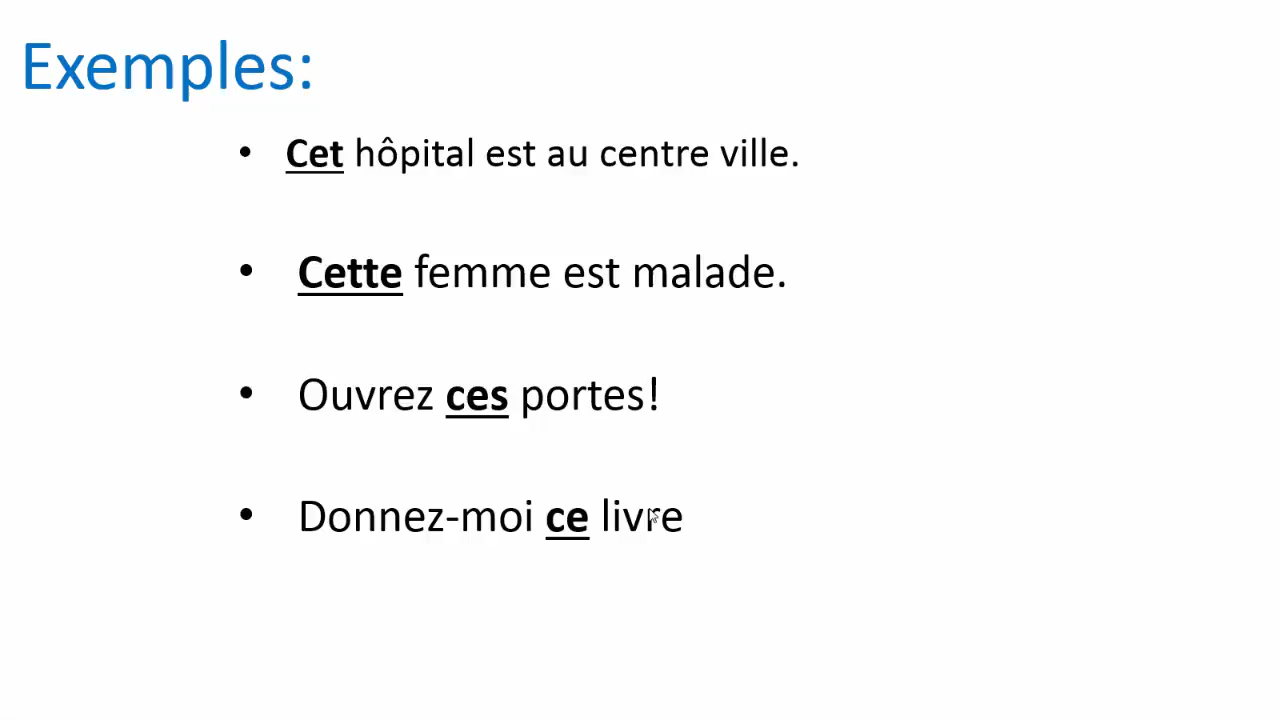 Exemples:
• Cet hôpital est au centre ville.
• Cette femme est malade.
• Ouvrez ces portes!
• Donnez-moi ce livre